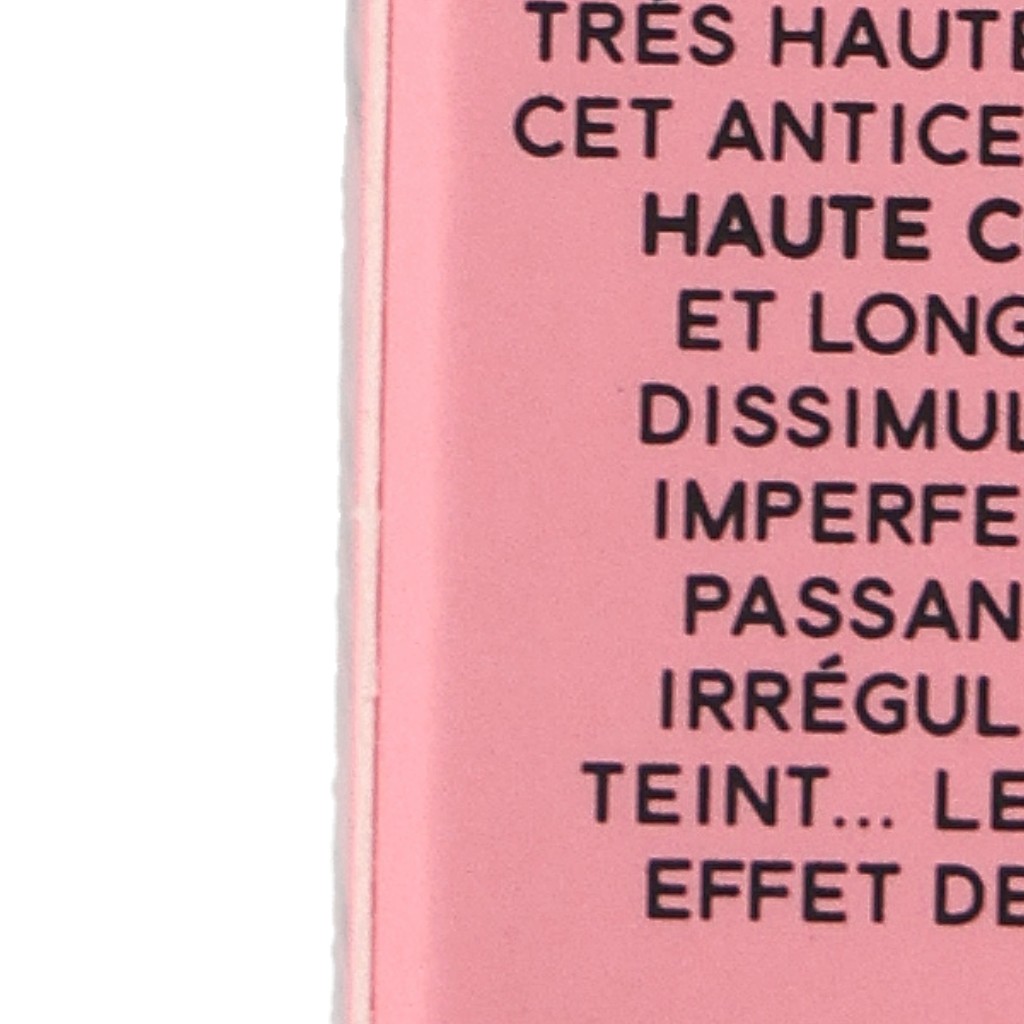 TRÉS HAUTE
CET ANTICE
HAUTE C
ET LONG
DISSIMUL
IMPERFE
PASSAN
IRRÉGUL
TEINT... LE
EFFET DE